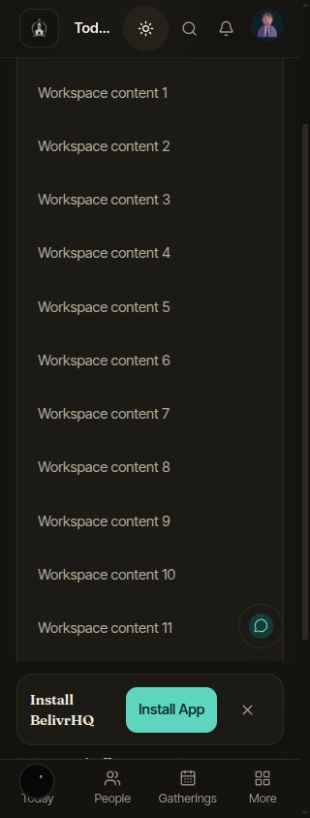 Tod...
Workspace content 1
Workspace content 2
Workspace content 3
Workspace content 4
Workspace content 5
Workspace content 6
Workspace content 7
Workspace content 8
Workspace content 9
Workspace content 10
Workspace content 11
Install
BelivrHQ
Install App
Today
People
Gatherings
More